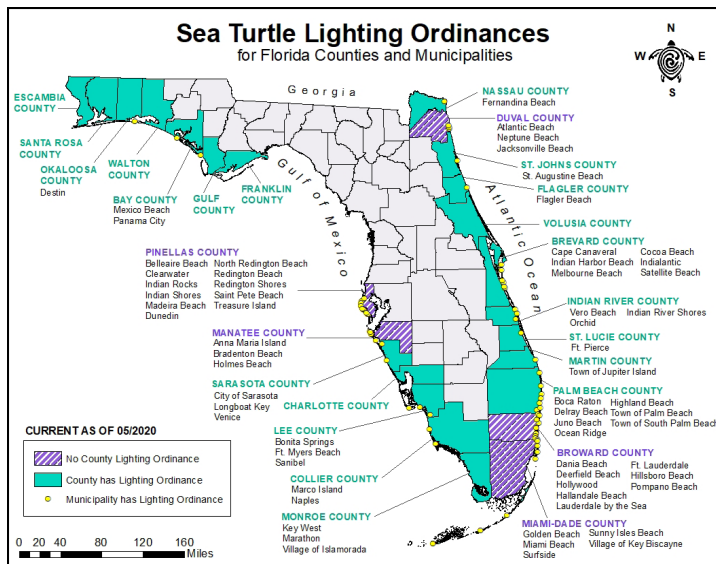 Sea Turtle Lighting Ordinances
for Florida Counties and Municipalities
N
W E
S
Georgia
Gulf of Mexico
Atlantic Ocean
ESCAMBIA
COUNTY
SANTA ROSA
COUNTY
OKALOOSA
COUNTY
Destin
WALTON
COUNTY
BAY COUNTY
Mexico Beach
Panama City
GULF
COUNTY
FRANKLIN
COUNTY
NASSAU COUNTY
Fernandina Beach
DUVAL COUNTY
Atlantic Beach
Neptune Beach
Jacksonville Beach
ST. JOHNS COUNTY
St. Augustine Beach
FLAGLER COUNTY
Flagler Beach
VOLUSIA COUNTY
BREVARD COUNTY
Cape Canaveral Cocoa Beach
Indian Harbor Beach Indialantic
Melbourne Beach Satellite Beach
INDIAN RIVER COUNTY
Vero Beach Indian River Shores
Orchid
ST. LUCIE COUNTY
Ft. Pierce
MARTIN COUNTY
Town of Jupiter Island
PALM BEACH COUNTY
Boca Raton Highland Beach
Delray Beach Town of Palm Beach
Juno Beach Town of South Palm Beach
Ocean Ridge
BROWARD COUNTY
Dania Beach Ft. Lauderdale
Deerfield Beach Hillsboro Beach
Hollywood Pompano Beach
Hallandale Beach
Lauderdale by the Sea
MIAMI-DADE COUNTY
Golden Beach Sunny Isles Beach
Miami Beach Village of Key Biscayne
Surfside
PINELLAS COUNTY
Belleaire Beach North Redington Beach
Clearwater Redington Beach
Indian Rocks Redington Shores
Indian Shores Saint Pete Beach
Madeira Beach Treasure Island
Dunedin
MANATEE COUNTY
Anna Maria Island
Bradenton Beach
Holmes Beach
SARASOTA COUNTY
City of Sarasota
Longboat Key
Venice
CHARLOTTE COUNTY
LEE COUNTY
Bonita Springs
Ft. Myers Beach
Sanibel
COLLIER COUNTY
Marco Island
Naples
MONROE COUNTY
Key West
Marathon
Village of Islamorada
CURRENT AS OF 05/2020
No County Lighting Ordinance
County has Lighting Ordinance
Municipality has Lighting Ordinance
0 20 40 80 120 160
Miles